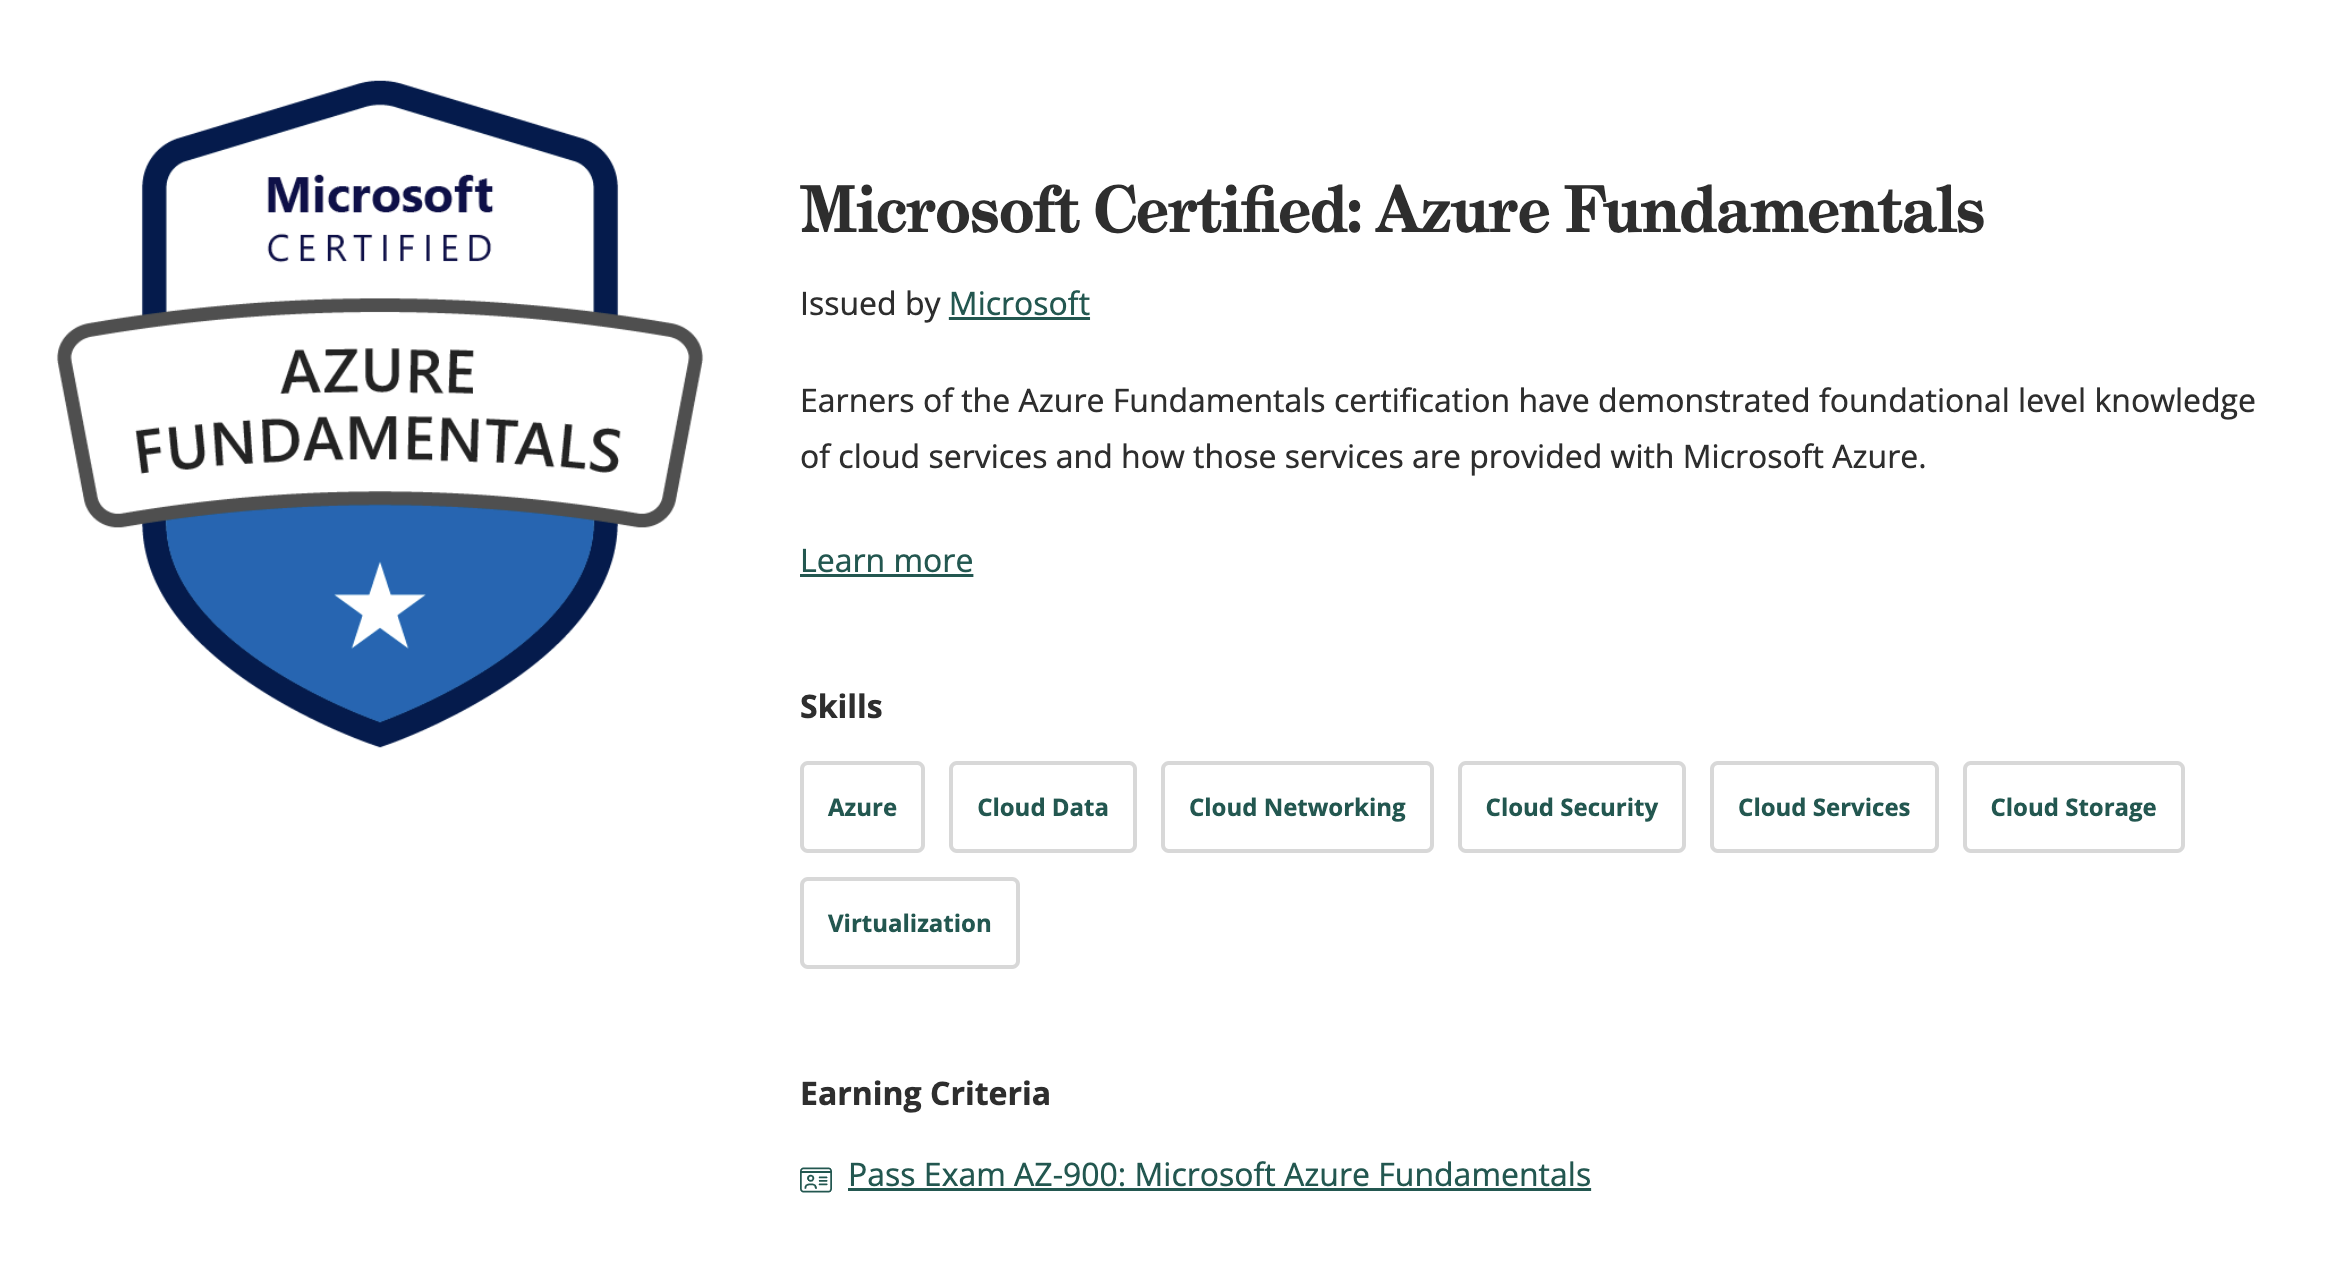 Microsoft
CERTIFIED
AZURE
FUNDAMENTALS
Microsoft Certified: Azure Fundamentals
Issued by Microsoft
Earners of the Azure Fundamentals certification have demonstrated foundational level knowledge
of cloud services and how those services are provided with Microsoft Azure.
Learn more
Skills
Azure
Cloud Data
Cloud Networking
Cloud Security
Cloud Services
Cloud Storage
Virtualization
Earning Criteria
Pass Exam AZ-900: Microsoft Azure Fundamentals